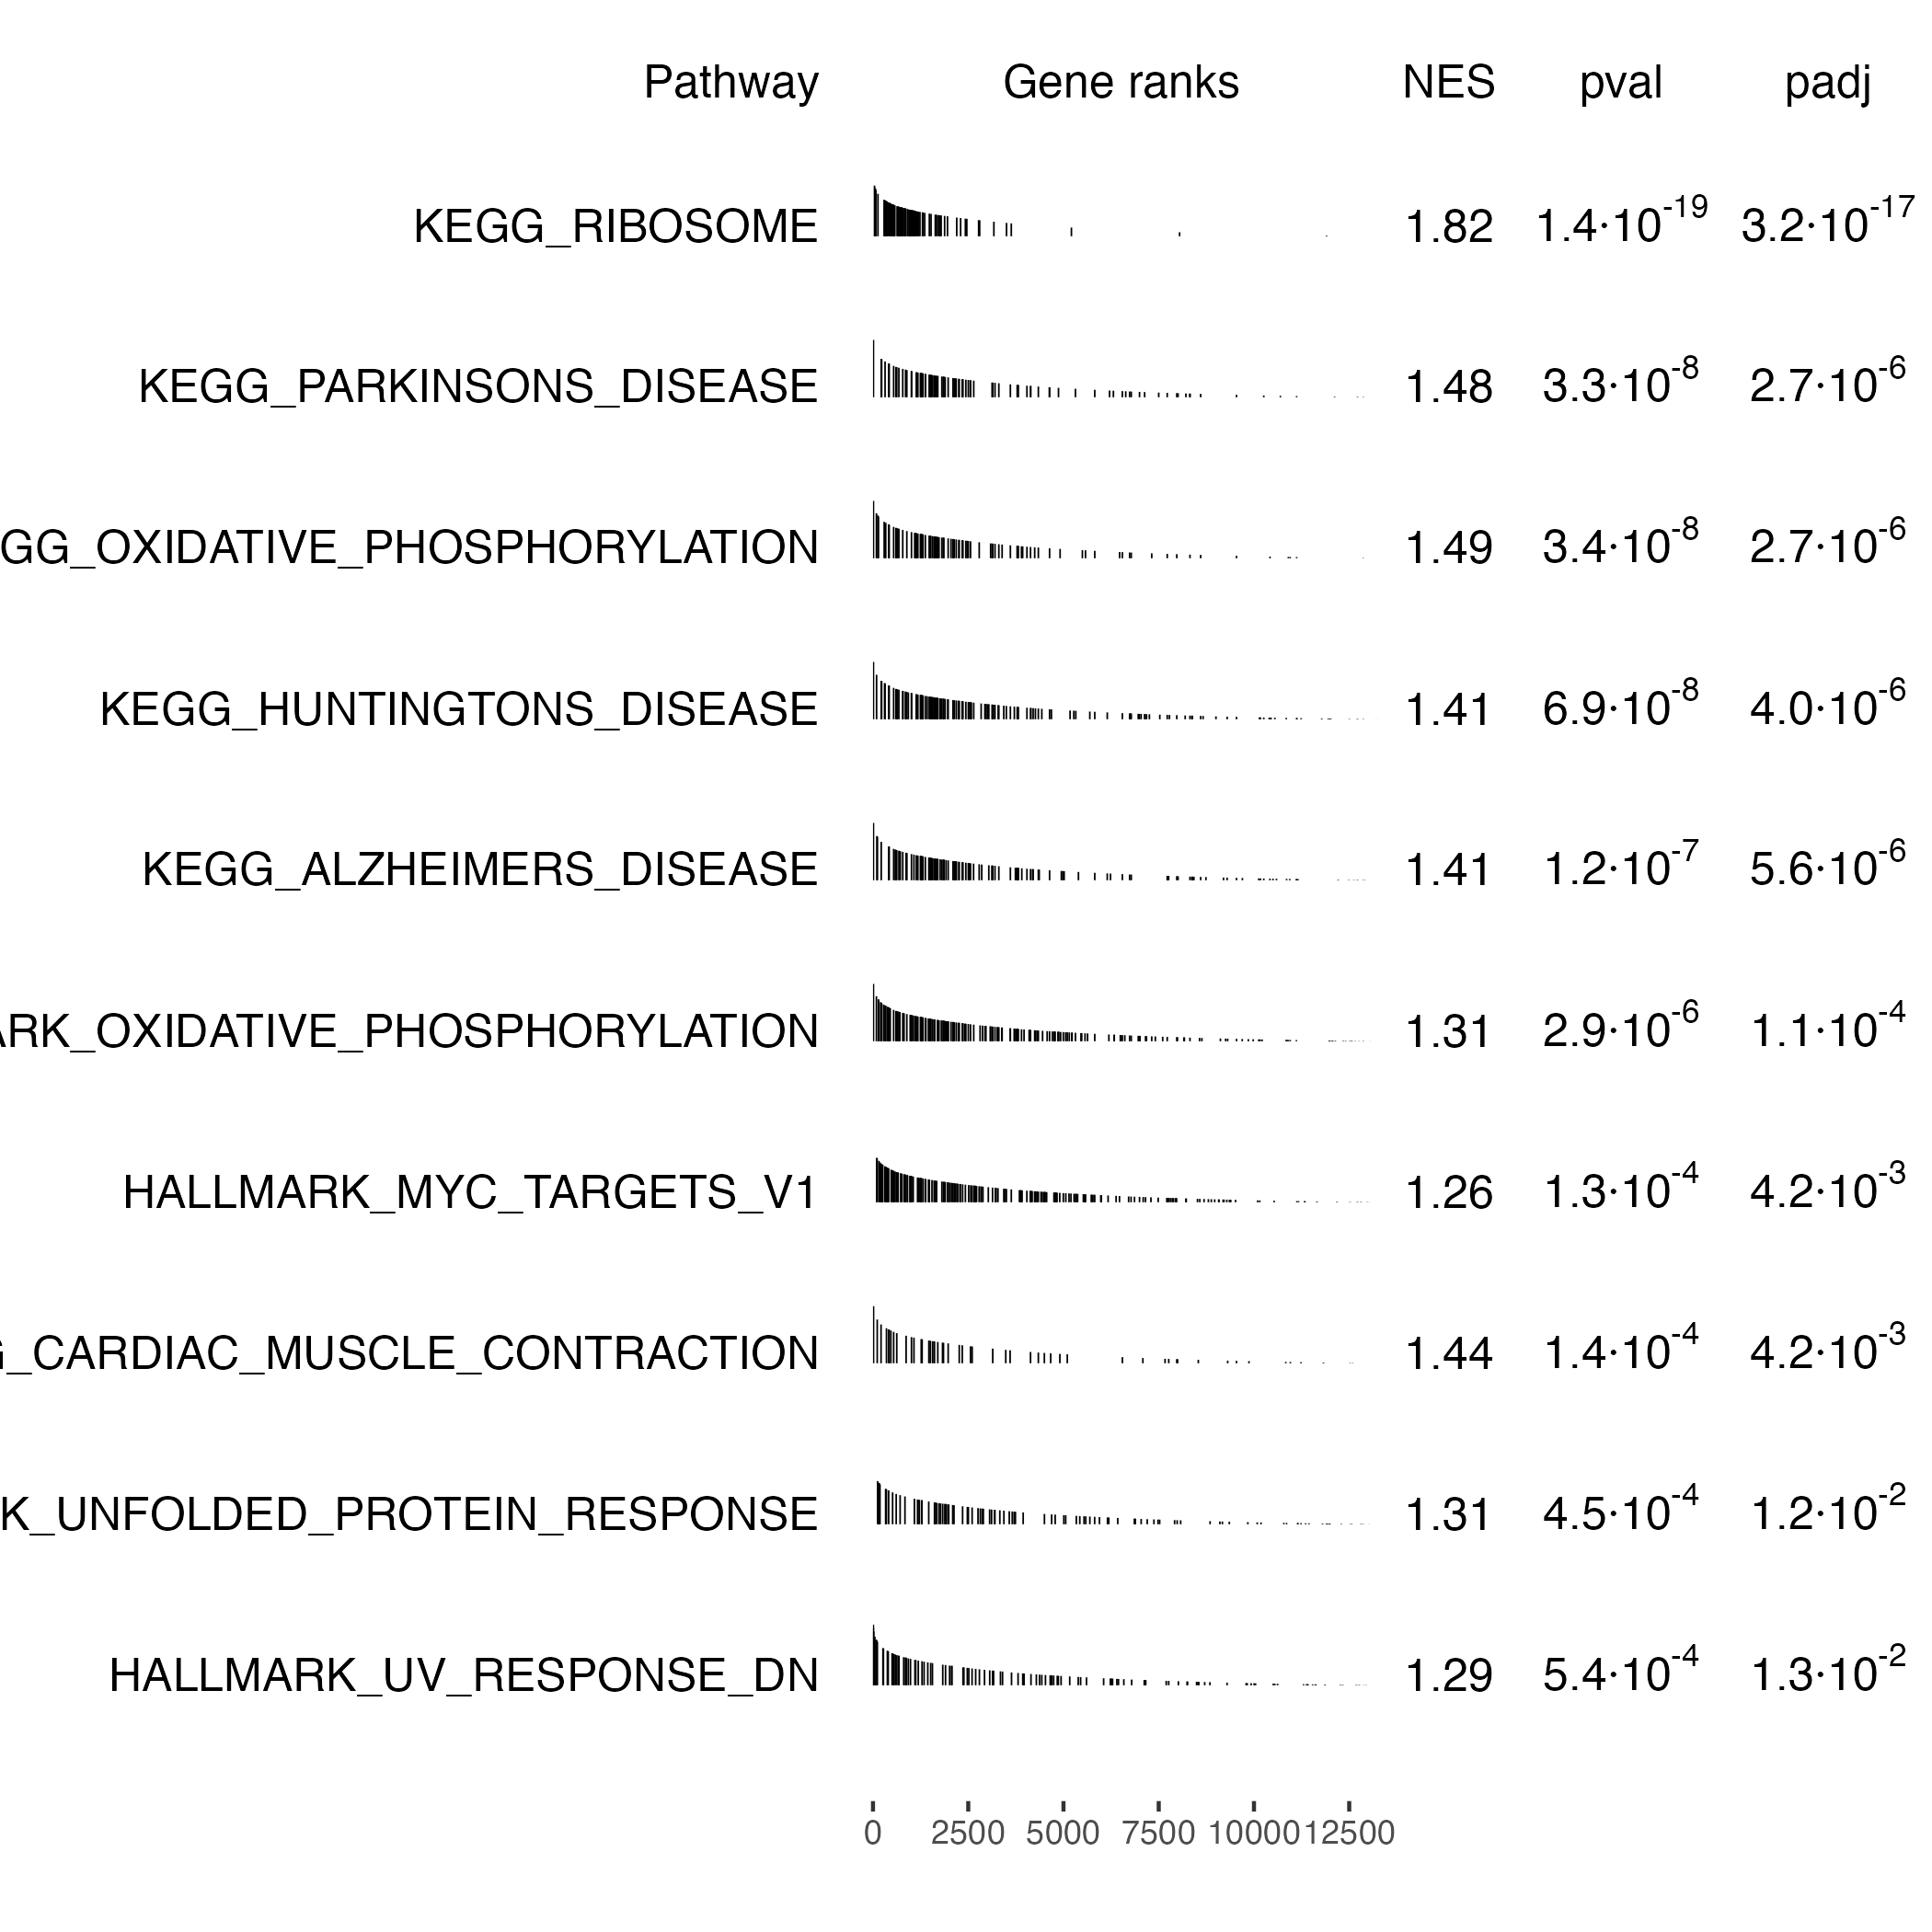 Pathway Gene ranks NES pval padj
KEGG_RIBOSOME 1.82 1.4·10^-19 3.2·10^-17
KEGG_PARKINSONS_DISEASE 1.48 3.3·10^-8 2.7·10^-6
GG_OXIDATIVE_PHOSPHORYLATION 1.49 3.4·10^-8 2.7·10^-6
KEGG_HUNTINGTONS_DISEASE 1.41 6.9·10^-8 4.0·10^-6
KEGG_ALZHEIMERS_DISEASE 1.41 1.2·10^-7 5.6·10^-6
ARK_OXIDATIVE_PHOSPHORYLATION 1.31 2.9·10^-6 1.1·10^-4
HALLMARK_MYC_TARGETS_V1 1.26 1.3·10^-4 4.2·10^-3
G_CARDIAC_MUSCLE_CONTRACTION 1.44 1.4·10^-4 4.2·10^-3
K_UNFOLDED_PROTEIN_RESPONSE 1.31 4.5·10^-4 1.2·10^-2
HALLMARK_UV_RESPONSE_DN 1.29 5.4·10^-4 1.3·10^-2
0 2500 5000 7500 10000 12500